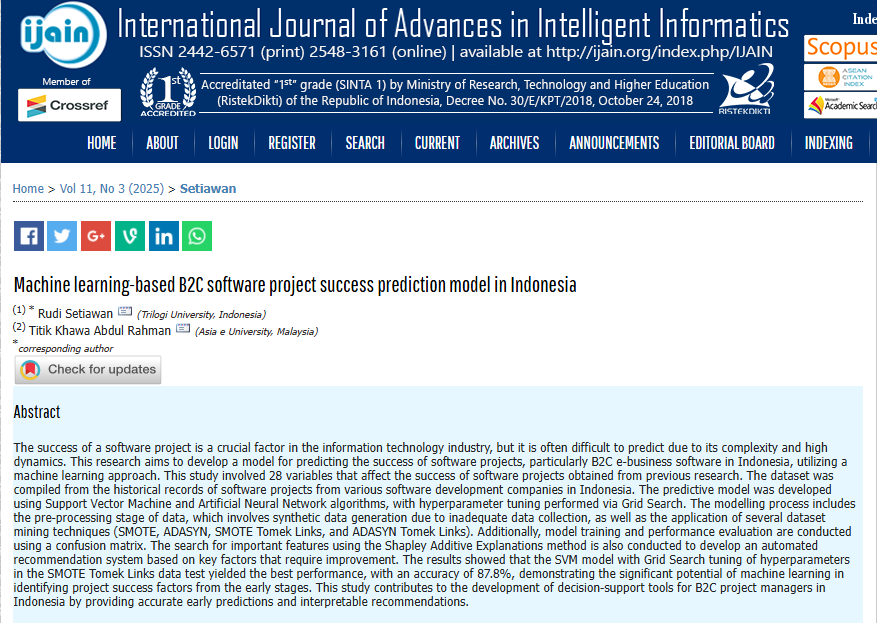 ijain
International Journal of Advances in Intelligent Informatics
ISSN 2442-6571 (print) 2548-3161 (online) | available at http://ijain.org/index.php/IJAIN
Member of
Crossref
1st
GRADE
ACCREDITED
Accreditated "1st" grade (SINTA 1) by Ministry of Research, Technology and Higher Education
(RistekDikti) of the Republic of Indonesia, Decree No. 30/E/KPT/2018, October 24, 2018
RISTEKDIKTI
Inde
Scopus
ASEAN
CITATION
INDEX
Academic Search
HOME ABOUT LOGIN REGISTER SEARCH CURRENT ARCHIVES ANNOUNCEMENTS EDITORIAL BOARD INDEXING
Home > Vol 11, No 3 (2025) > Setiawan
Machine learning-based B2C software project success prediction model in Indonesia
(1) * Rudi Setiawan (Trilogi University, Indonesia)
(2) Titik Khawa Abdul Rahman (Asia e University, Malaysia)
*corresponding author
Check for updates
Abstract
The success of a software project is a crucial factor in the information technology industry, but it is often difficult to predict due to its complexity and high
dynamics. This research aims to develop a model for predicting the success of software projects, particularly B2C e-business software in Indonesia, utilizing a
machine learning approach. This study involved 28 variables that affect the success of software projects obtained from previous research. The dataset was
compiled from the historical records of software projects from various software development companies in Indonesia. The predictive model was developed
using Support Vector Machine and Artificial Neural Network algorithms, with hyperparameter tuning performed via Grid Search. The modelling process includes
the pre-processing stage of data, which involves synthetic data generation due to inadequate data collection, as well as the application of several dataset
mining techniques (SMOTE, ADASYN, SMOTE Tomek Links, and ADASYN Tomek Links). Additionally, model training and performance evaluation are conducted
using a confusion matrix. The search for important features using the Shapley Additive Explanations method is also conducted to develop an automated
recommendation system based on key factors that require improvement. The results showed that the SVM model with Grid Search tuning of hyperparameters
in the SMOTE Tomek Links data test yielded the best performance, with an accuracy of 87.8%, demonstrating the significant potential of machine learning in
identifying project success factors from the early stages. This study contributes to the development of decision-support tools for B2C project managers in
Indonesia by providing accurate early predictions and interpretable recommendations.